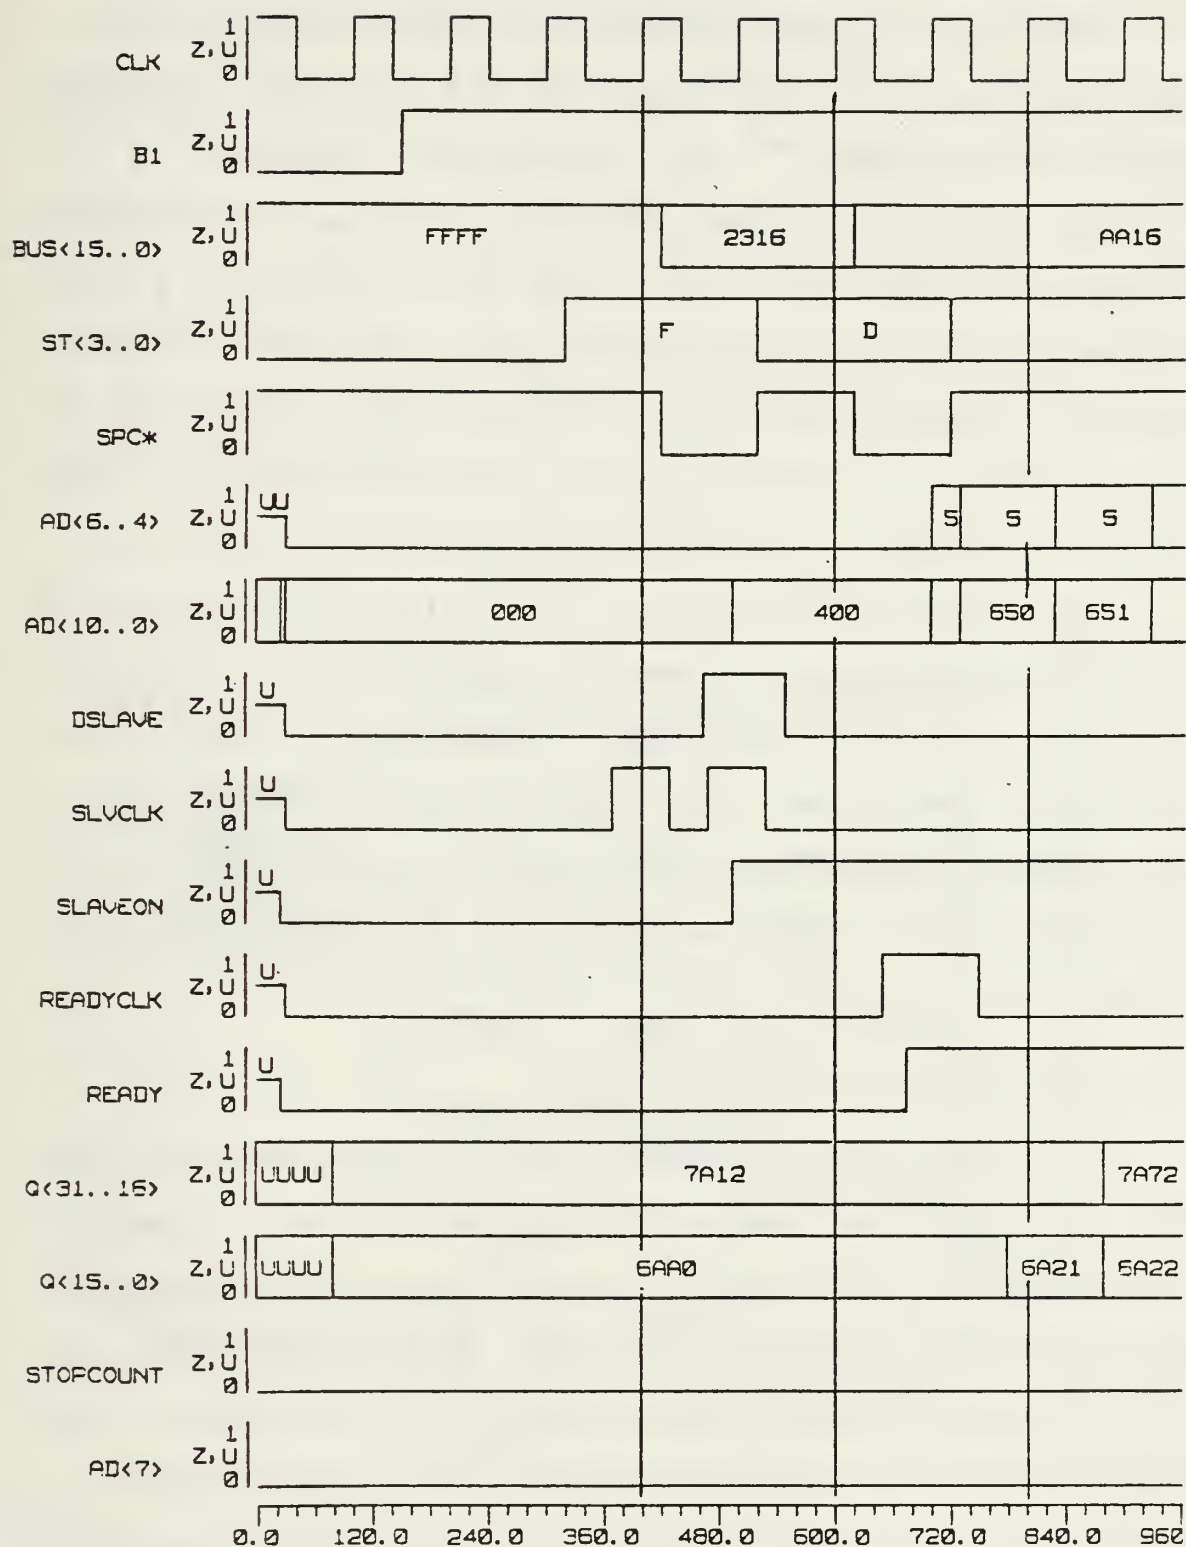 CLK 1 Z,U 0
B1 1 Z,U 0
BUS<15..0> 1 Z,U 0 FFFF 2316 AA16
ST<3..0> 1 Z,U 0 F D
SPC* 1 Z,U 0
AD<6..4> 1 Z,U 0 UU 5 5 5
AD<10..0> 1 Z,U 0 000 400 650 651
DSLAVE 1 Z,U 0 U
SLVCLK 1 Z,U 0 U
SLAVEON 1 Z,U 0 U
READYCLK 1 Z,U 0 U
READY 1 Z,U 0 U
Q<31..16> 1 Z,U 0 UUUU 7A12 7A72
Q<15..0> 1 Z,U 0 UUUU 6AA0 6A21 6A22
STOPCOUNT 1 Z,U 0
AD<7> 1 Z,U 0
0.0 120.0 240.0 360.0 480.0 600.0 720.0 840.0 960